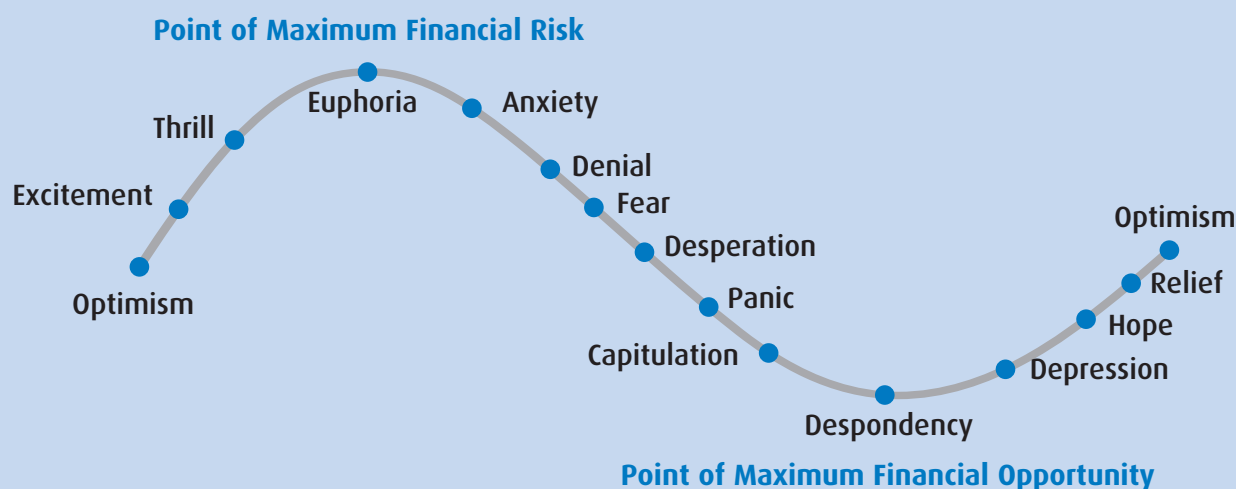 Point of Maximum Financial Risk
Euphoria
Anxiety
Thrill
Denial
Excitement
Fear
Optimism
Desperation
Optimism
Relief
Panic
Hope
Capitulation
Depression
Despondency
Point of Maximum Financial Opportunity